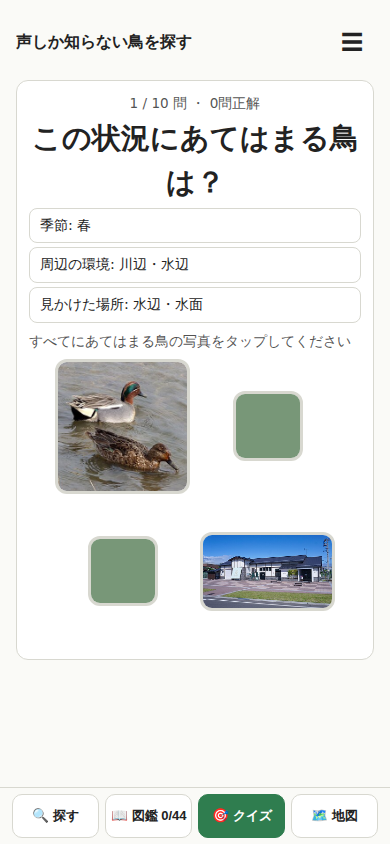 声しか知らない鳥を探す
☰
1 / 10 問 ・ 0問正解
この状況にあてはまる鳥
は？
季節: 春
周辺の環境: 川辺・水辺
見かけた場所: 水辺・水面
すべてにあてはまる鳥の写真をタップしてください
🔍 探す
📖 図鑑 0/44
🎯 クイズ
🗺️ 地図